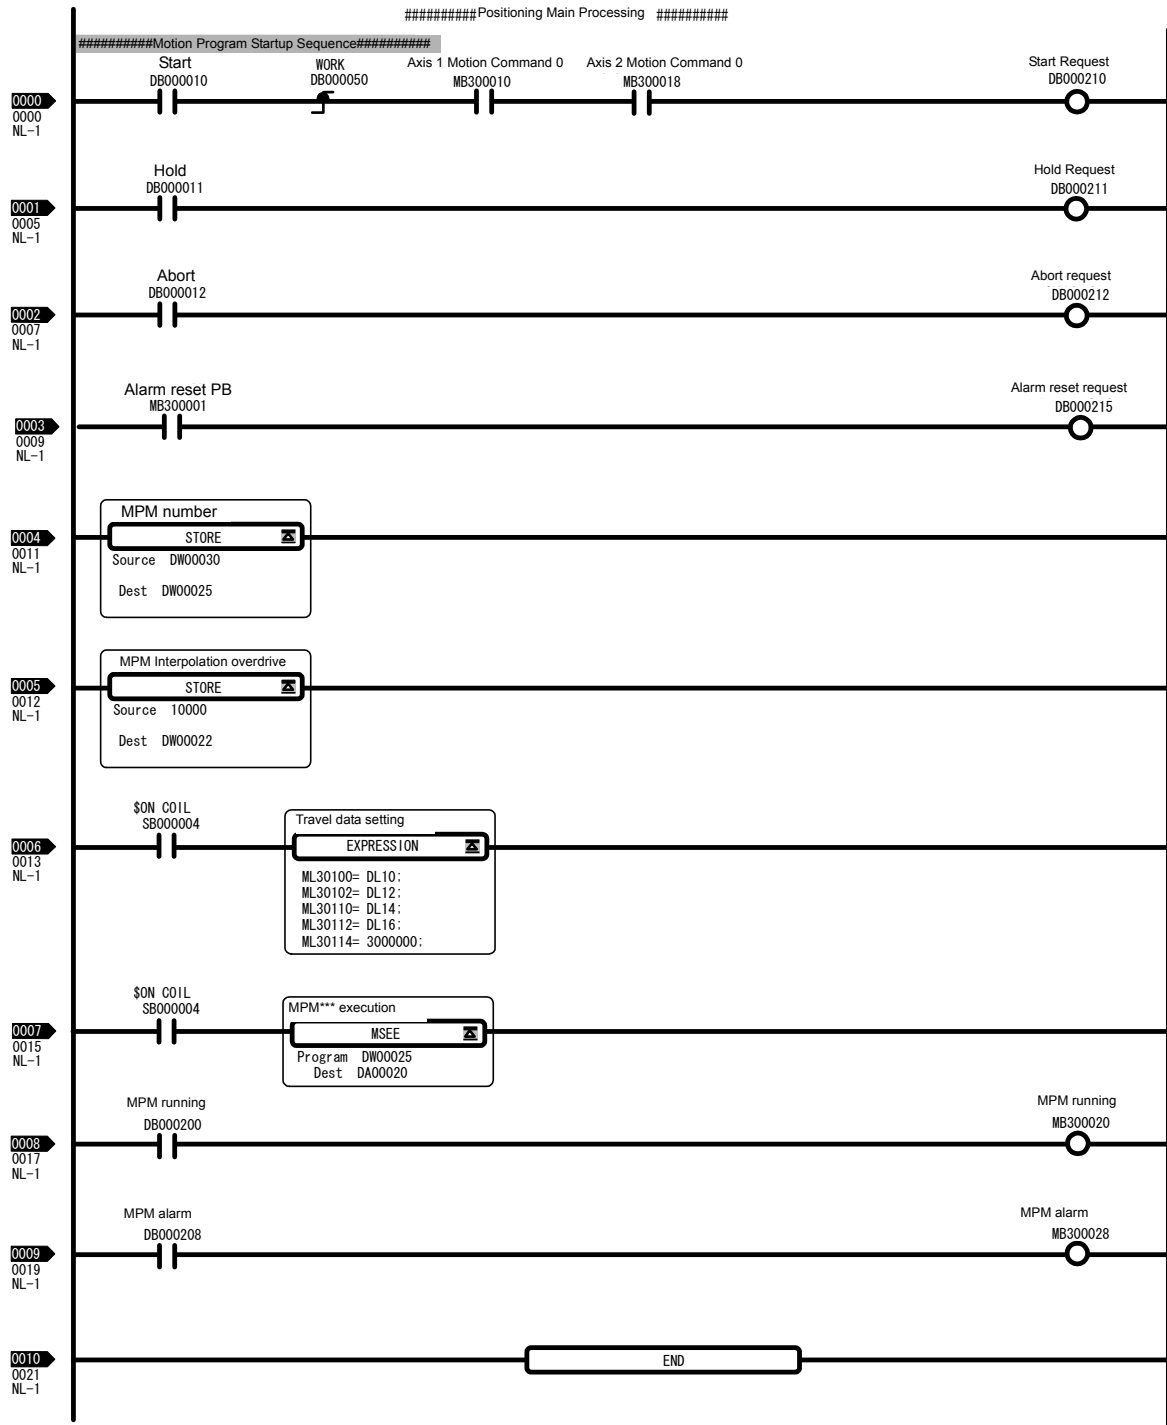 ##########Positioning Main Processing ##########
##########Motion Program Startup Sequence##########
Start WORK Axis 1 Motion Command 0 Axis 2 Motion Command 0 Start Request
DB000010 DB000050 MB300010 MB300018 DB000210
0000
0000
NL-1
Hold Hold Request
DB000011 DB000211
0001
0005
NL-1
Abort Abort request
DB000012 DB000212
0002
0007
NL-1
Alarm reset PB Alarm reset request
MB300001 DB000215
0003
0009
NL-1
MPM number
0004 STORE
0011 Source DW00030
NL-1
Dest DW00025
MPM Interpolation overdrive
0005 STORE
0012 Source 10000
NL-1
Dest DW00022
$ON COIL
SB000004 Travel data setting
0006 EXPRESSION
0013
NL-1 ML30100= DL10;
ML30102= DL12;
ML30110= DL14;
ML30112= DL16;
ML30114= 3000000;
$ON COIL
SB000004 MPM*** execution
0007 MSEE
0015 Program DW00025
NL-1 Dest DA00020
MPM running MPM running
DB000200 MB300020
0008
0017
NL-1
MPM alarm MPM alarm
DB000208 MB300028
0009
0019
NL-1
0010 END
0021
NL-1